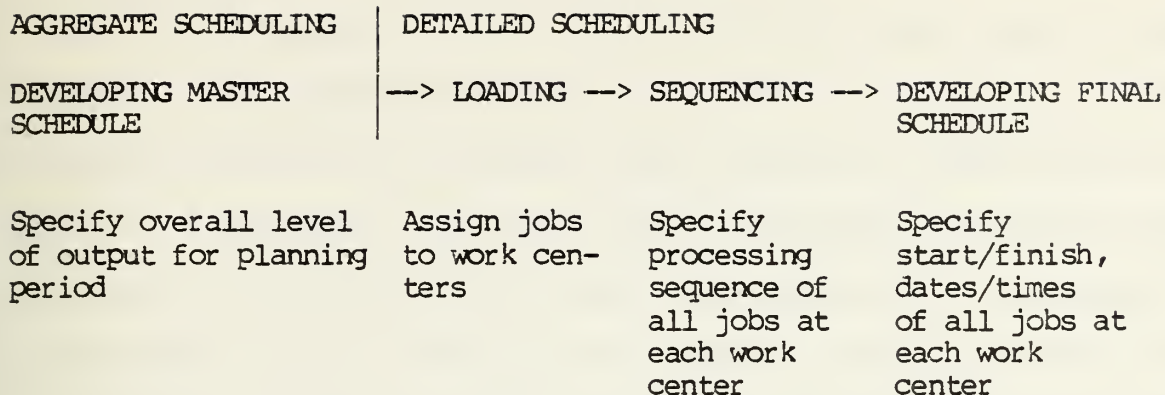 AGGREGATE SCHEDULING DETAILED SCHEDULING
DEVELOPING MASTER —> LOADING —> SEQUENCING —> DEVELOPING FINAL
SCHEDULE SCHEDULE
Specify overall level Assign jobs Specify Specify
of output for planning to work cen- processing start/finish,
period ters sequence of dates/times
all jobs at of all jobs at
each work each work
center center